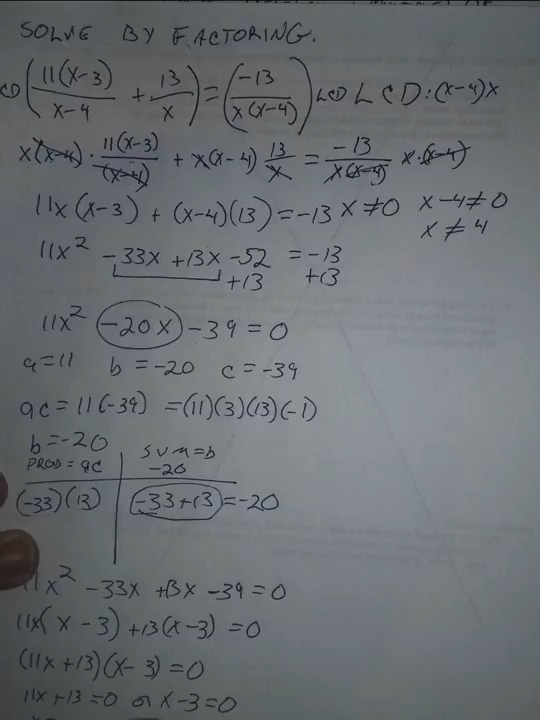 SOLVE BY FACTORING.
CD (11(x-3)/x-4 + 13/x) = (-13/x(x-4)) LCD LCD: (x-4)x
x(x-4) · 11(x-3)/(x-4) + x(x-4) 13/x = -13/x(x-4) x·(x-4)
11x(x-3) + (x-4)(13) = -13 x ≠ 0 x-4 ≠ 0
x ≠ 4
11x² -33x +13x -52 = -13
+13 +13
11x² -20x -39 = 0
a=11 b=-20 c=-39
ac = 11(-39) = (11)(3)(13)(-1)
b=-20
PROD = ac SUM = b
-20
(-33)(13) -33+13 = -20
11x² -33x +13x -39 = 0
11x(x-3) +13(x-3) = 0
(11x+13)(x-3) = 0
11x+13=0 or x-3=0